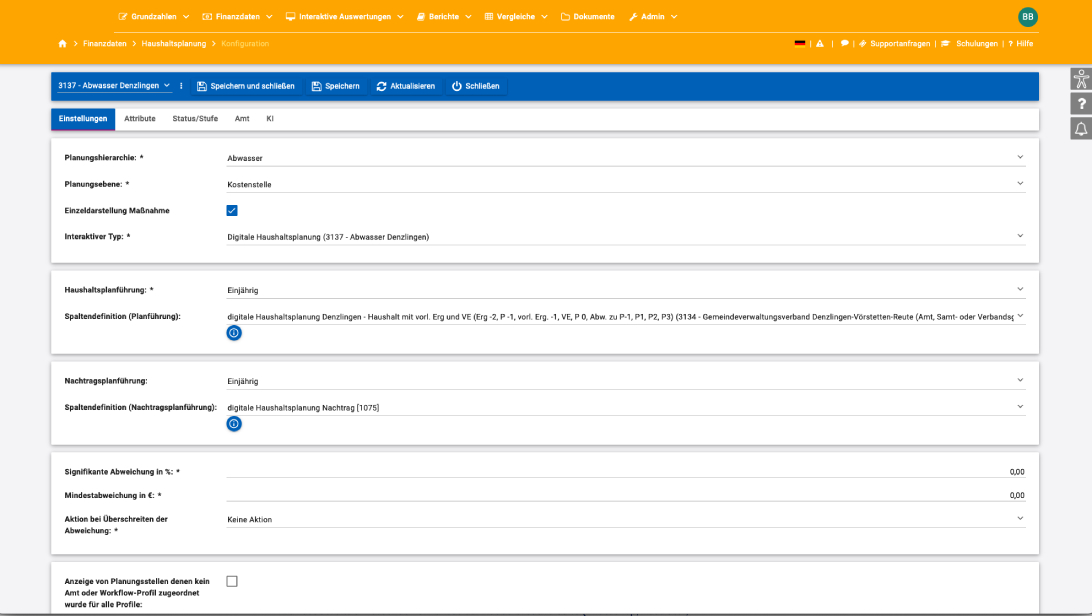 Grundzahlen Finanzdaten Interaktive Auswertungen Berichte Vergleiche Dokumente Admin BB
> Finanzdaten > Haushaltsplanung > Konfiguration | | | Supportanfragen | Schulungen | ? Hilfe
3137 - Abwasser Denzlingen Speichern und schließen Speichern Aktualisieren Schließen
?
Einstellungen Attribute Status/Stufe Amt KI
Planungshierarchie: * Abwasser
Planungsebene: * Kostenstelle
Einzeldarstellung Maßnahme
Interaktiver Typ: * Digitale Haushaltsplanung (3137 - Abwasser Denzlingen)
Haushaltsplanführung: * Einjährig
Spaltendefinition (Planführung): digitale Haushaltsplanung Denzlingen - Haushalt mit vorl. Erg und VE (Erg -2, P -1, vorl. Erg. -1, VE, P 0, Abw. zu P-1, P1, P2, P3) (3134 - Gemeindeverwaltungsverband Denzlingen-Vörstetten-Reute (Amt, Samt- oder Verbandsg
Nachtragsplanführung: Einjährig
Spaltendefinition (Nachtragsplanführung): digitale Haushaltsplanung Nachtrag [1075]
Signifikante Abweichung in %: * 0,00
Mindestabweichung in €: * 0,00
Aktion bei Überschreiten der Keine Aktion
Abweichung: *
Anzeige von Planungsstellen denen kein
Amt oder Workflow-Profil zugeordnet
wurde für alle Profile: